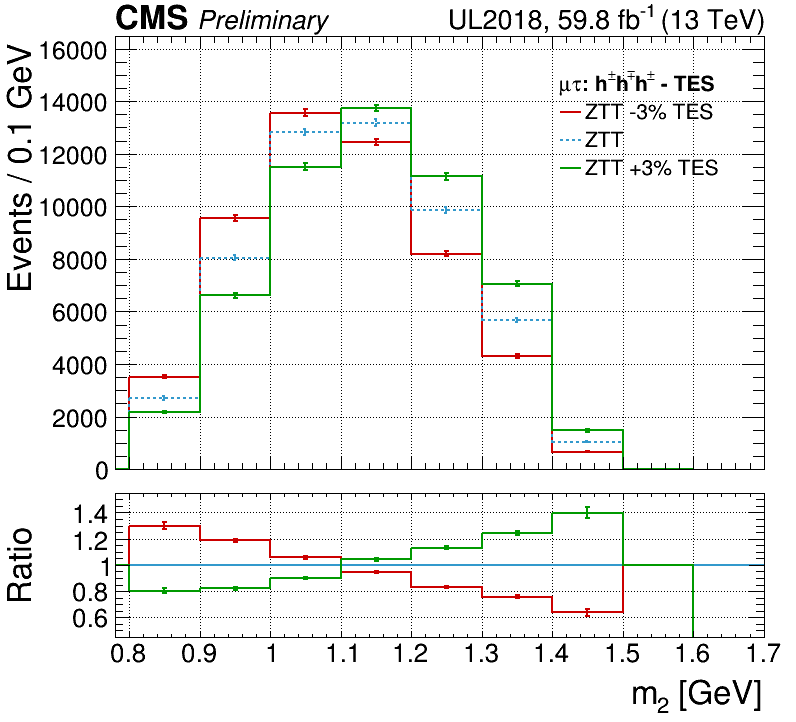 CMS Preliminary UL2018, 59.8 fb⁻¹ (13 TeV)
Events / 0.1 GeV
16000
14000
12000
10000
8000
6000
4000
2000
0
μτ: h±h∓h± - TES
ZTT -3% TES
ZTT
ZTT +3% TES
Ratio
1.4
1.2
1
0.8
0.6
0.8 0.9 1 1.1 1.2 1.3 1.4 1.5 1.6 1.7
m₂ [GeV]